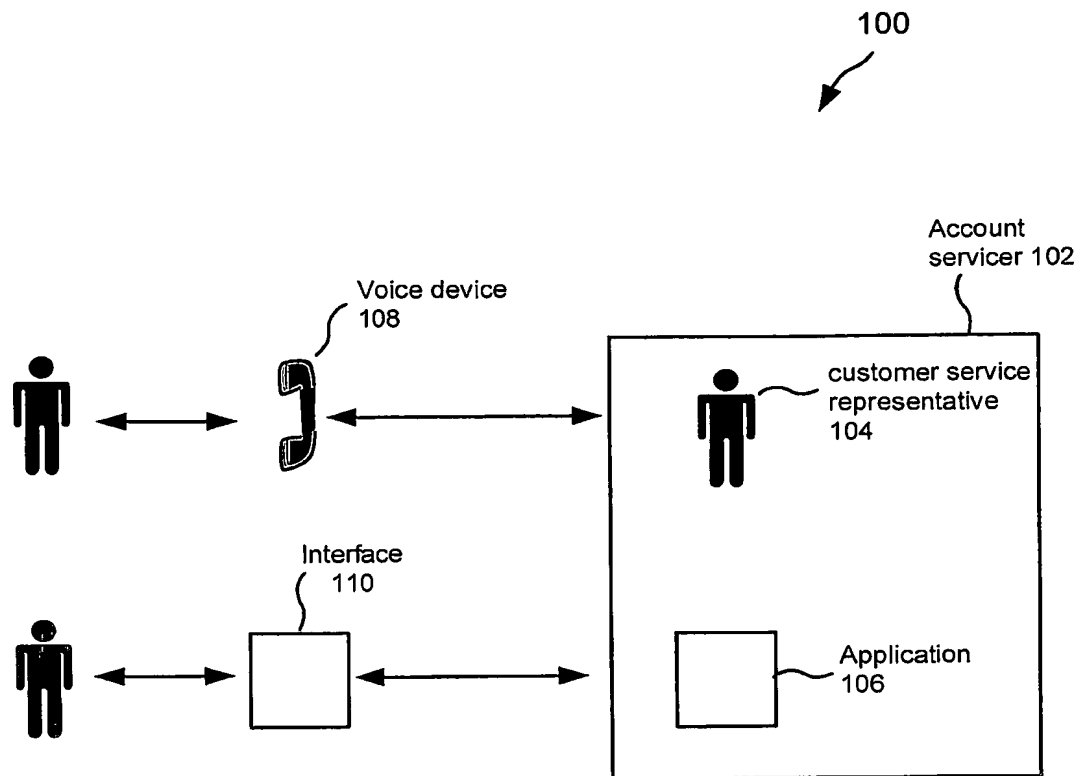 100
Account
servicer 102
Voice device
108
customer service
representative
104
Interface
110
Application
106